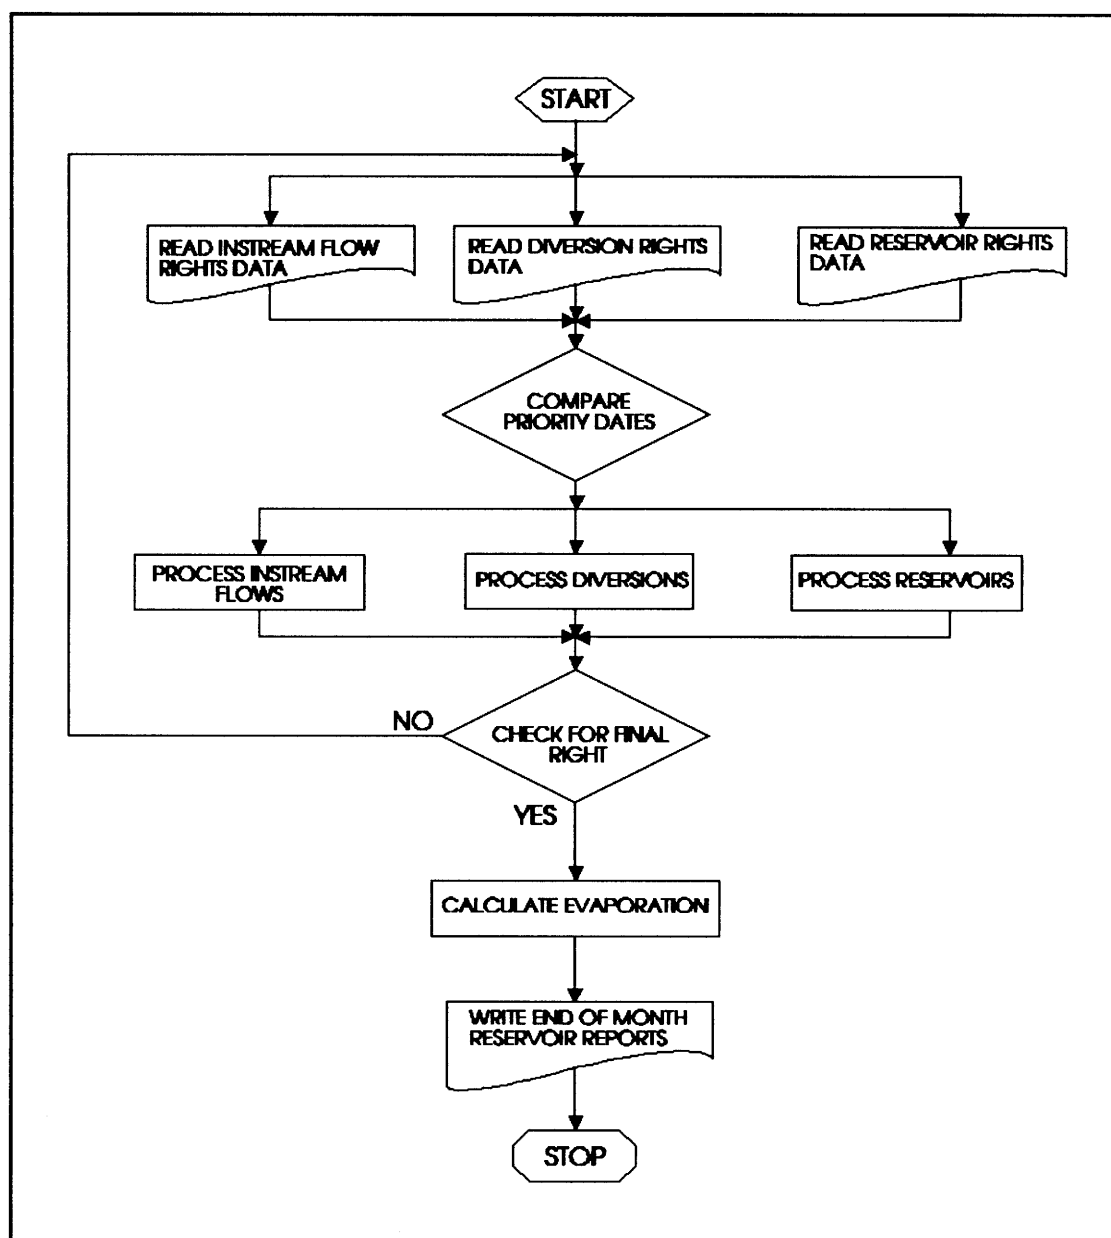 START
READ INSTREAM FLOW
RIGHTS DATA
READ DIVERSION RIGHTS
DATA
READ RESERVOIR RIGHTS
DATA
COMPARE
PRIORITY DATES
PROCESS INSTREAM
FLOWS
PROCESS DIVERSIONS
PROCESS RESERVOIRS
NO
CHECK FOR FINAL
RIGHT
YES
CALCULATE EVAPORATION
WRITE END OF MONTH
RESERVOIR REPORTS
STOP